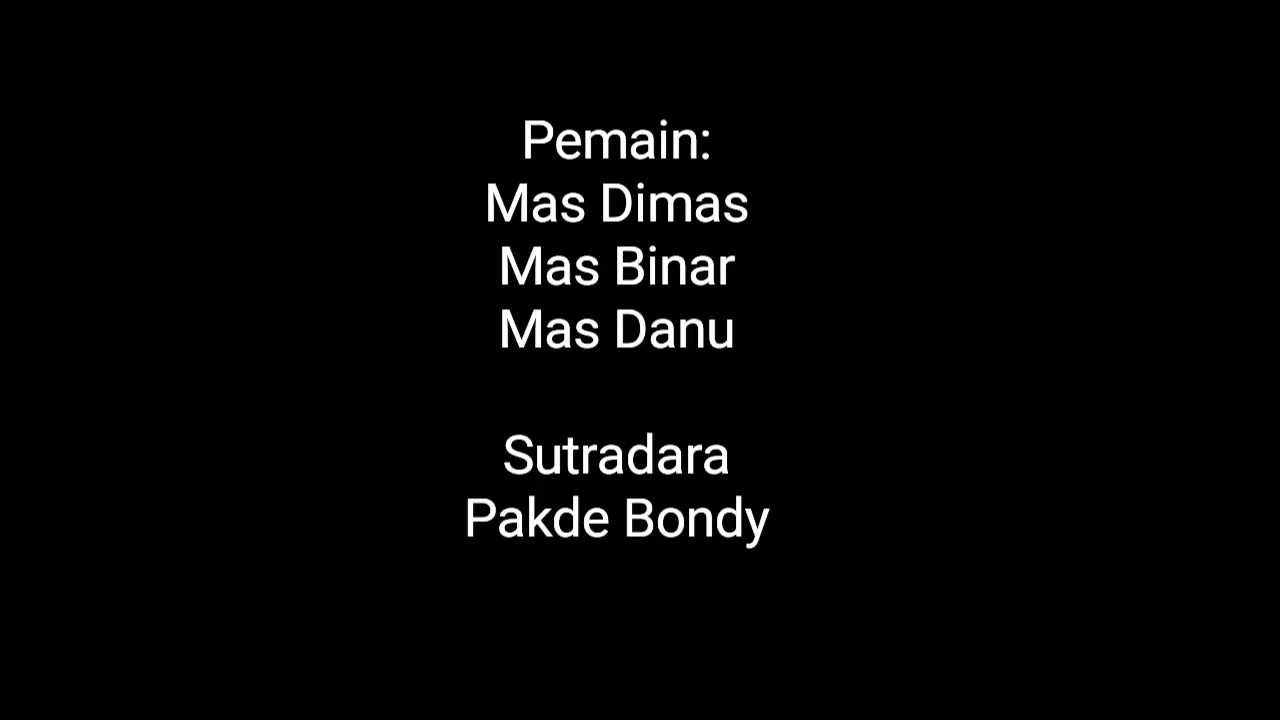 Pemain:
Mas Dimas
Mas Binar
Mas Danu
Sutradara
Pakde Bondy